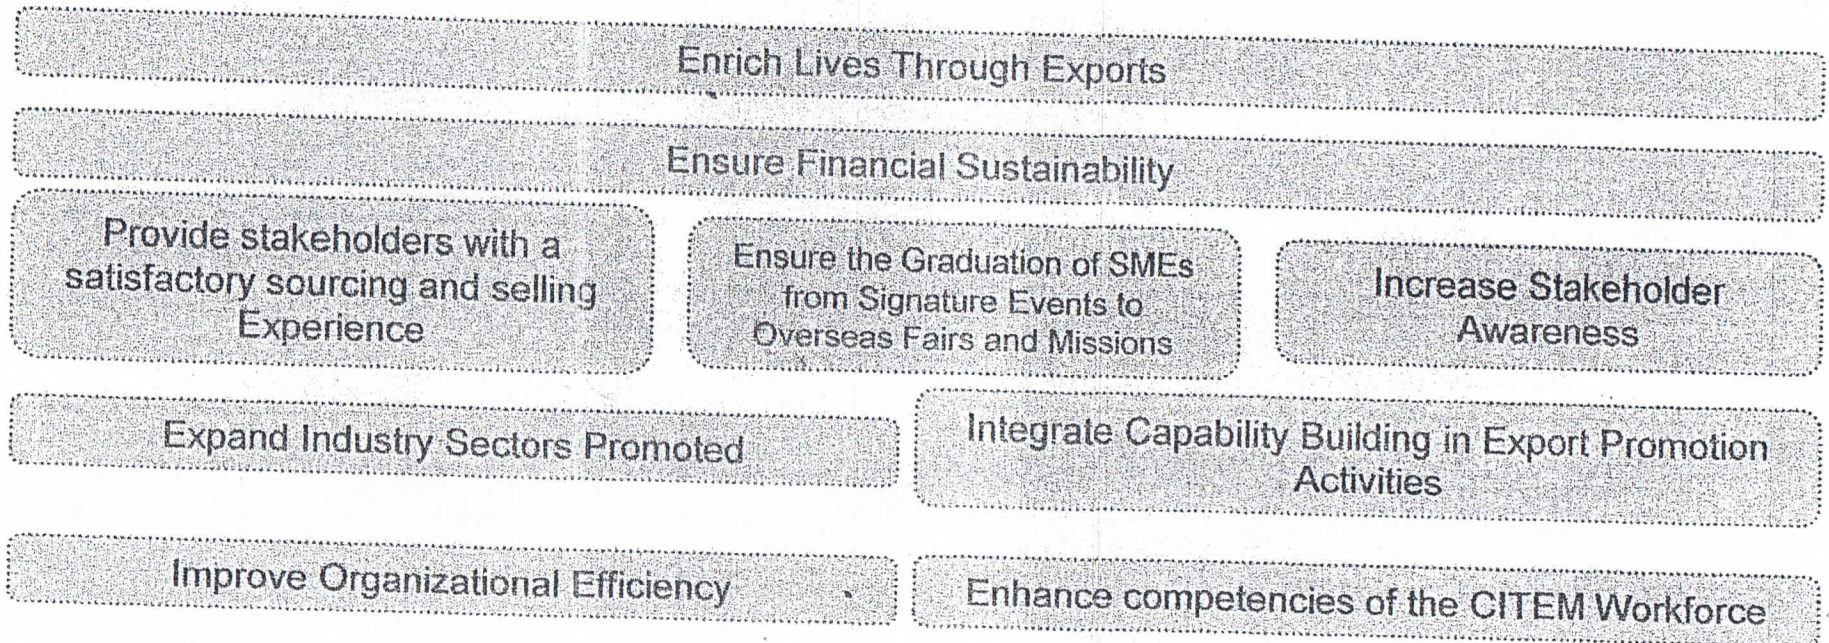 Enrich Lives Through Exports
Ensure Financial Sustainability
Provide stakeholders with a
satisfactory sourcing and selling
Experience
Ensure the Graduation of SMEs
from Signature Events to
Overseas Fairs and Missions
Increase Stakeholder
Awareness
Expand Industry Sectors Promoted
Integrate Capability Building in Export Promotion
Activities
Improve Organizational Efficiency
Enhance competencies of the CITEM Workforce